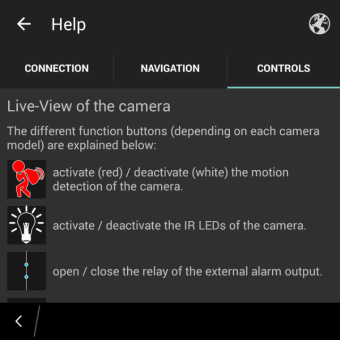 Help
CONNECTION
NAVIGATION
CONTROLS
Live-View of the camera
The different function buttons (depending on each camera
model) are explained below:
activate (red) / deactivate (white) the motion
detection of the camera.
activate / deactivate the IR LEDs of the camera.
open / close the relay of the external alarm output.